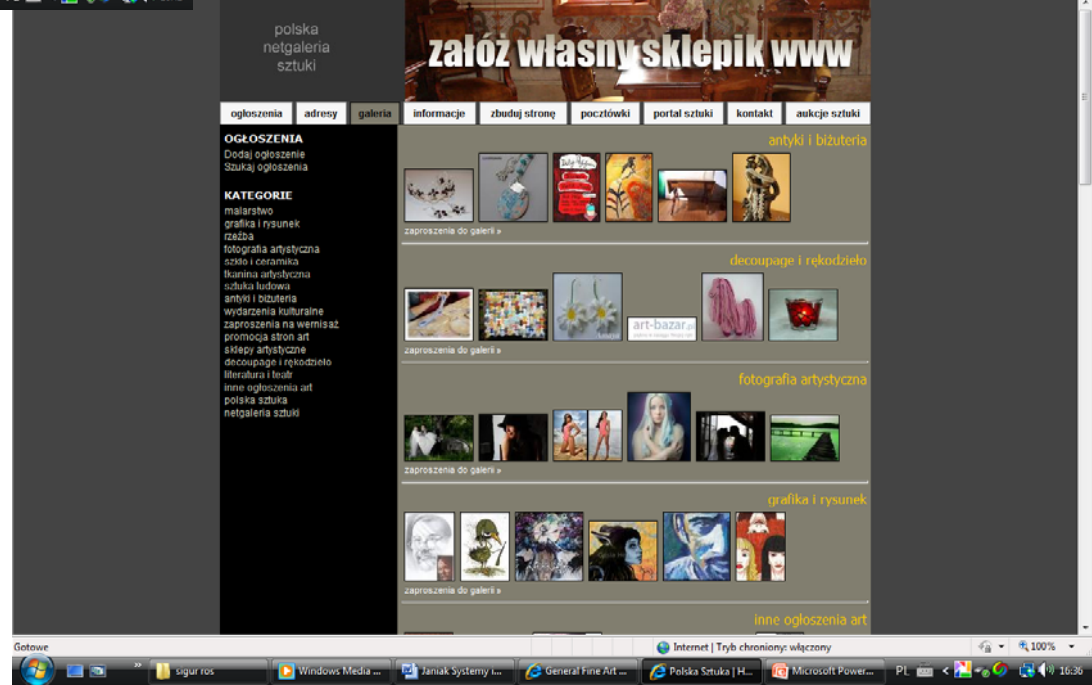 polska
netgaleria
sztuki
załóż własny sklepik www
ogłoszenia adresy galeria informacje zbuduj stronę pocztówki portal sztuki kontakt aukcje sztuki
OGŁOSZENIA
Dodaj ogłoszenie
Szukaj ogłoszenia
KATEGORIE
malarstwo
grafika i rysunek
rzeźba
fotografia artystyczna
szkło i ceramika
tkanina artystyczna
sztuka ludowa
antyki i biżuteria
wydarzenia kulturalne
zaproszenia na wernisaż
promocja stron art
sklepy artystyczne
decoupage i rękodzieło
literatura i teatr
inne ogłoszenia art
polska sztuka
netgaleria sztuki
antyki i biżuteria
zaproszenia do galerii »
decoupage i rękodzieło
art-bazar.pl
zaproszenia do galerii »
fotografia artystyczna
zaproszenia do galerii »
grafika i rysunek
zaproszenia do galerii »
inne ogłoszenia art
Gotowe Internet | Tryb chroniony: włączony 100%
» sigur ros Windows Media ... Janiak Systemy i... General Fine Art ... Polska Sztuka | H... Microsoft Power... PL < 16:36